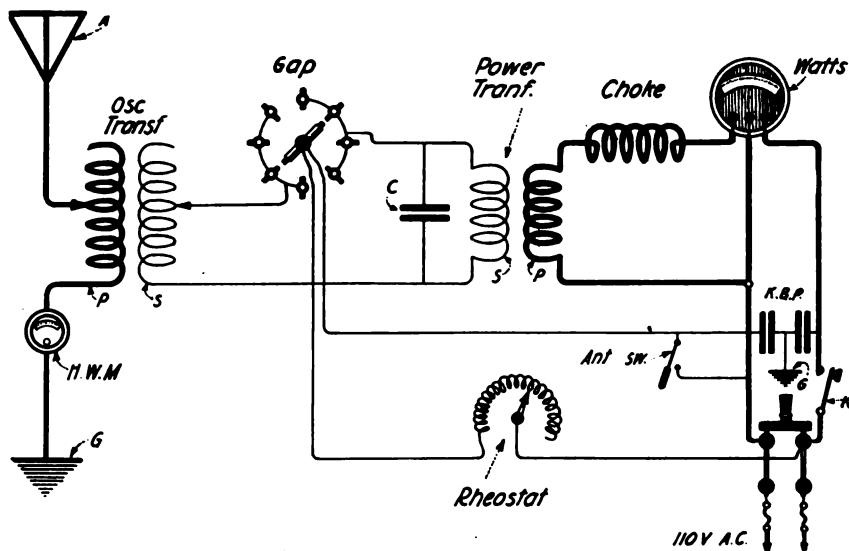 A
Gap
Osc
Transf
Power
Tranf.
Choke
Watts
C
P
S
S
P
K.B.P.
H.W.M
Ant sw.
G
K
G
Rheostat
110V A.C.